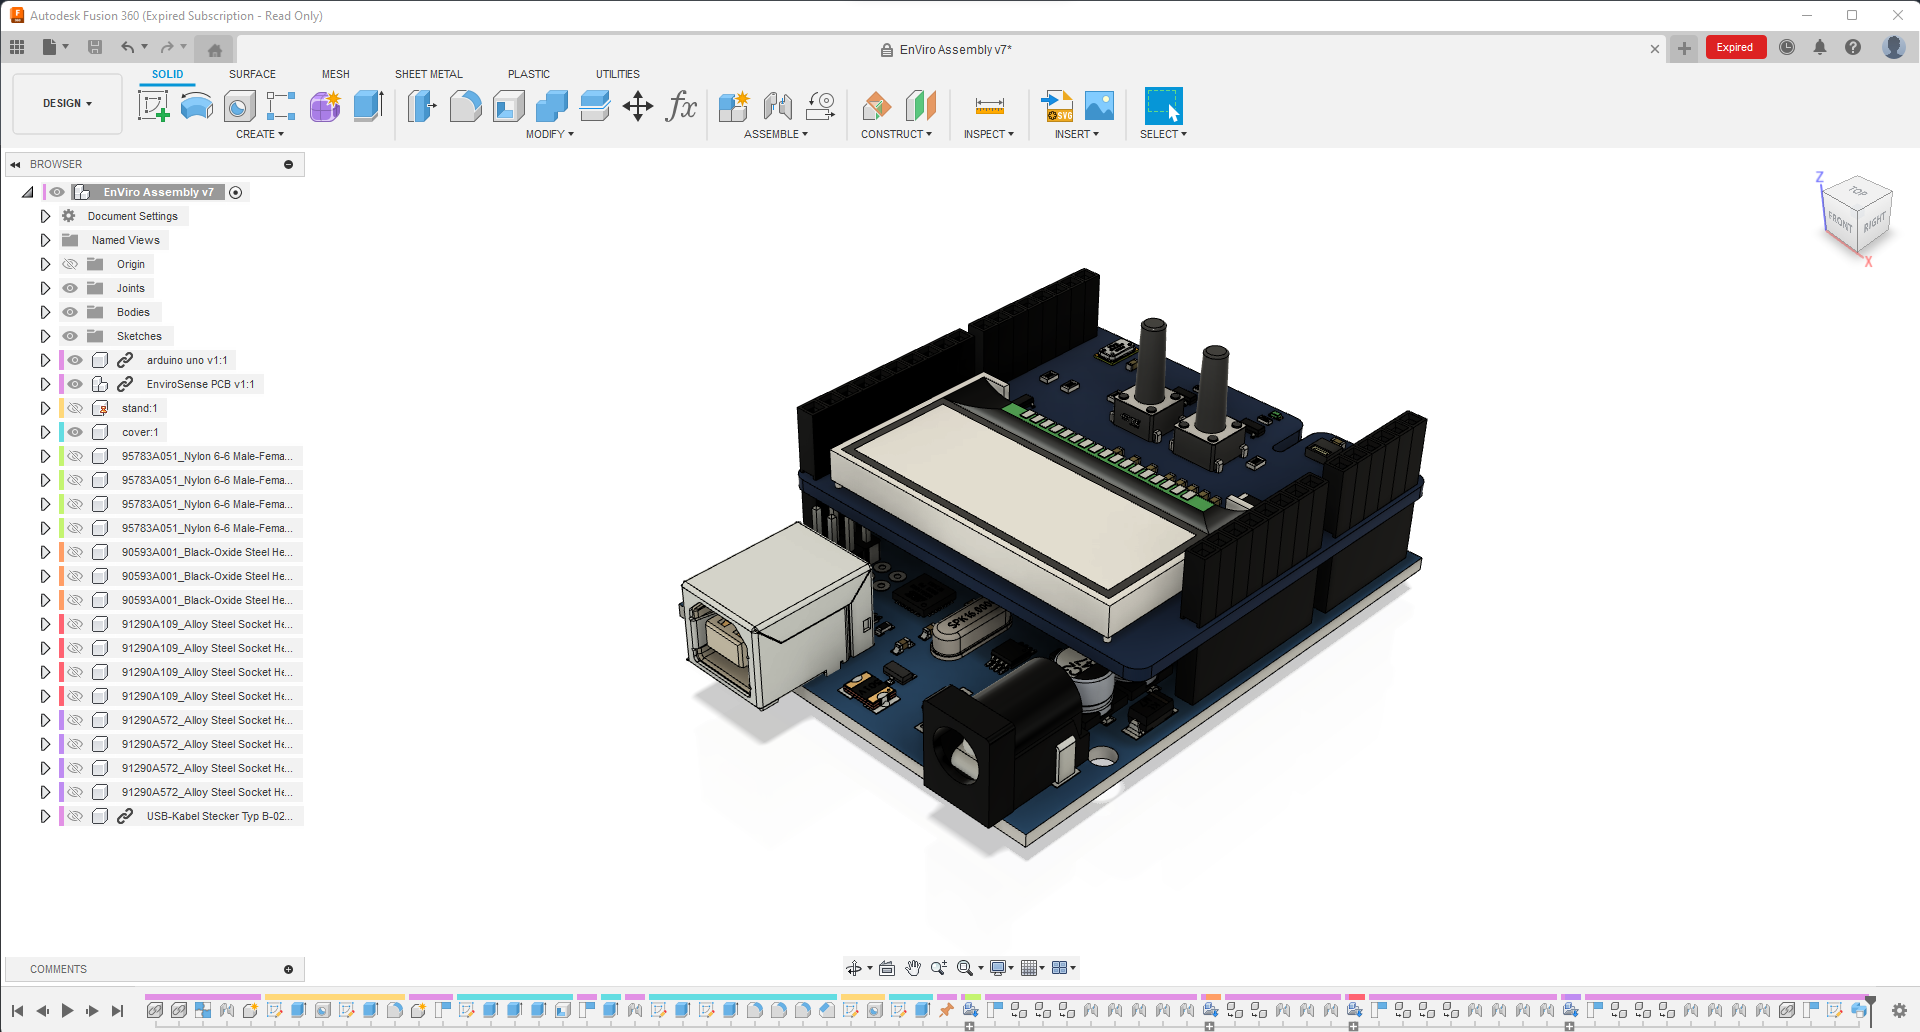 Autodesk Fusion 360 (Expired Subscription - Read Only)
EnViro Assembly v7*
Expired
SOLID SURFACE MESH SHEET METAL PLASTIC UTILITIES
DESIGN
CREATE MODIFY ASSEMBLE CONSTRUCT INSPECT INSERT SELECT
BROWSER
EnViro Assembly v7
Document Settings
Named Views
Origin
Joints
Bodies
Sketches
arduino uno v1:1
EnviroSense PCB v1:1
stand:1
cover:1
95783A051_Nylon 6-6 Male-Fema...
95783A051_Nylon 6-6 Male-Fema...
95783A051_Nylon 6-6 Male-Fema...
95783A051_Nylon 6-6 Male-Fema...
90593A001_Black-Oxide Steel He...
90593A001_Black-Oxide Steel He...
90593A001_Black-Oxide Steel He...
91290A109_Alloy Steel Socket He...
91290A109_Alloy Steel Socket He...
91290A109_Alloy Steel Socket He...
91290A109_Alloy Steel Socket He...
91290A572_Alloy Steel Socket He...
91290A572_Alloy Steel Socket He...
91290A572_Alloy Steel Socket He...
91290A572_Alloy Steel Socket He...
USB-Kabel Stecker Typ B-02...
Z
TOP
FRONT
RIGHT
X
COMMENTS